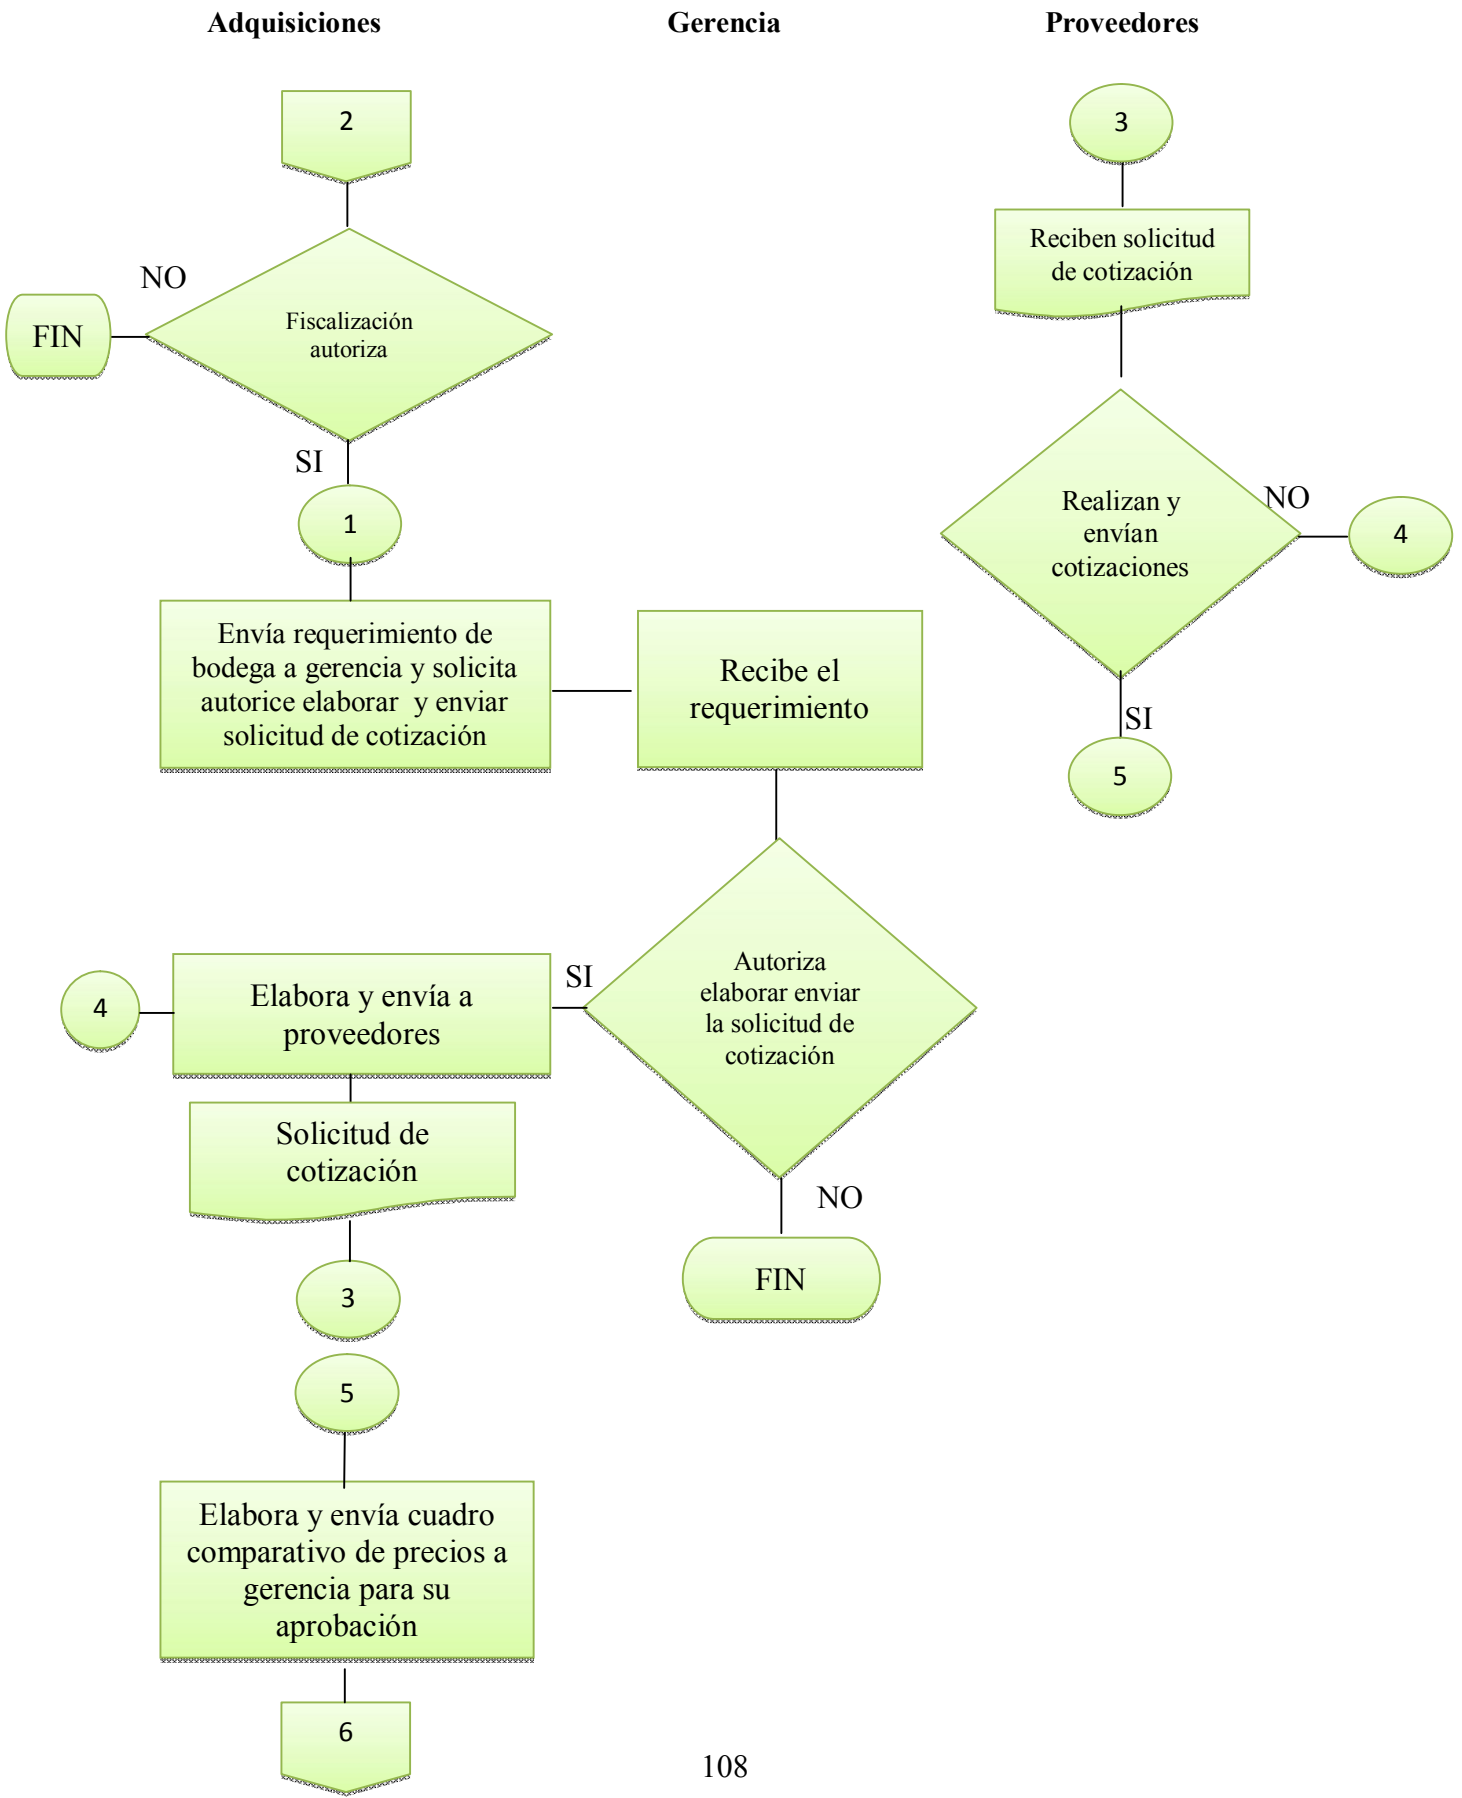 Adquisiciones
Gerencia
Proveedores
2
NO
FIN
Fiscalización
autoriza
SI
1
Envía requerimiento de
bodega a gerencia y solicita
autorice elaborar  y enviar
solicitud de cotización
Recibe el
requerimiento
Autoriza
elaborar enviar
la solicitud de
cotización
SI
NO
FIN
4
Elabora y envía a
proveedores
Solicitud de
cotización
3
3
Reciben solicitud
de cotización
Realizan y
envían
cotizaciones
NO
4
SI
5
5
Elabora y envía cuadro
comparativo de precios a
gerencia para su
aprobación
6
108